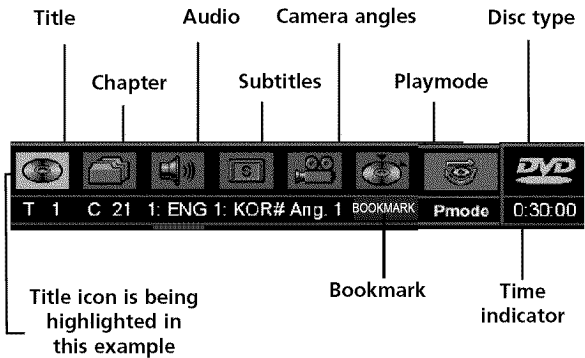 Title
Audio
Camera angles
Disc type
Chapter
Subtitles
Playmode
S
DVD
T 1
C 21
1: ENG
1: KOR#
Ang. 1
BOOKMARK
Pmode
0:30:00
Title icon is being
highlighted in
this example
Bookmark
Time
indicator